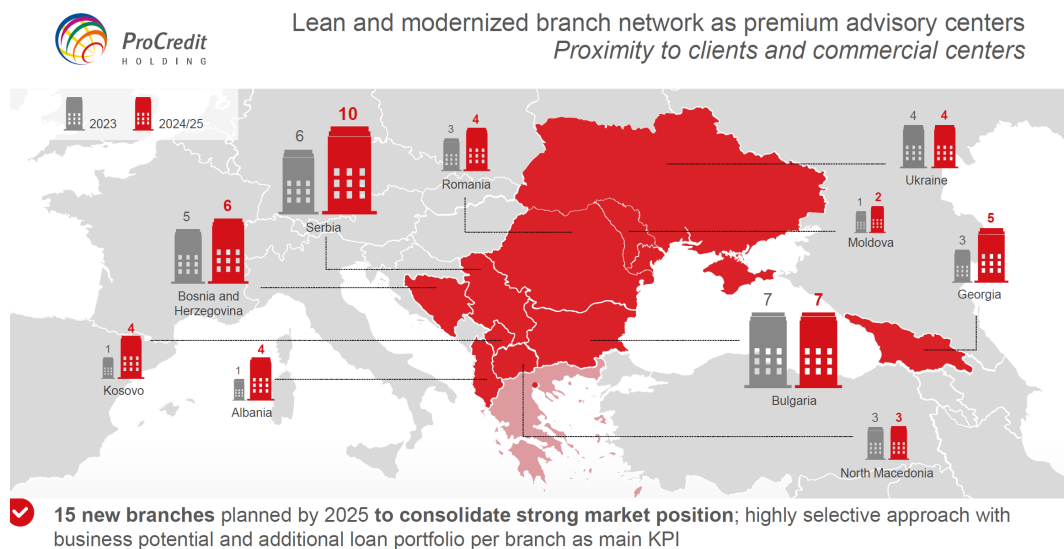 ProCredit
HOLDING
Lean and modernized branch network as premium advisory centers
Proximity to clients and commercial centers
2023
2024/25
6
10
Serbia
3
4
Romania
4
4
Ukraine
5
6
Bosnia and
Herzegovina
1
2
Moldova
3
5
Georgia
1
4
Kosovo
1
4
Albania
7
7
Bulgaria
3
3
North Macedonia
15 new branches planned by 2025 to consolidate strong market position; highly selective approach with
business potential and additional loan portfolio per branch as main KPI